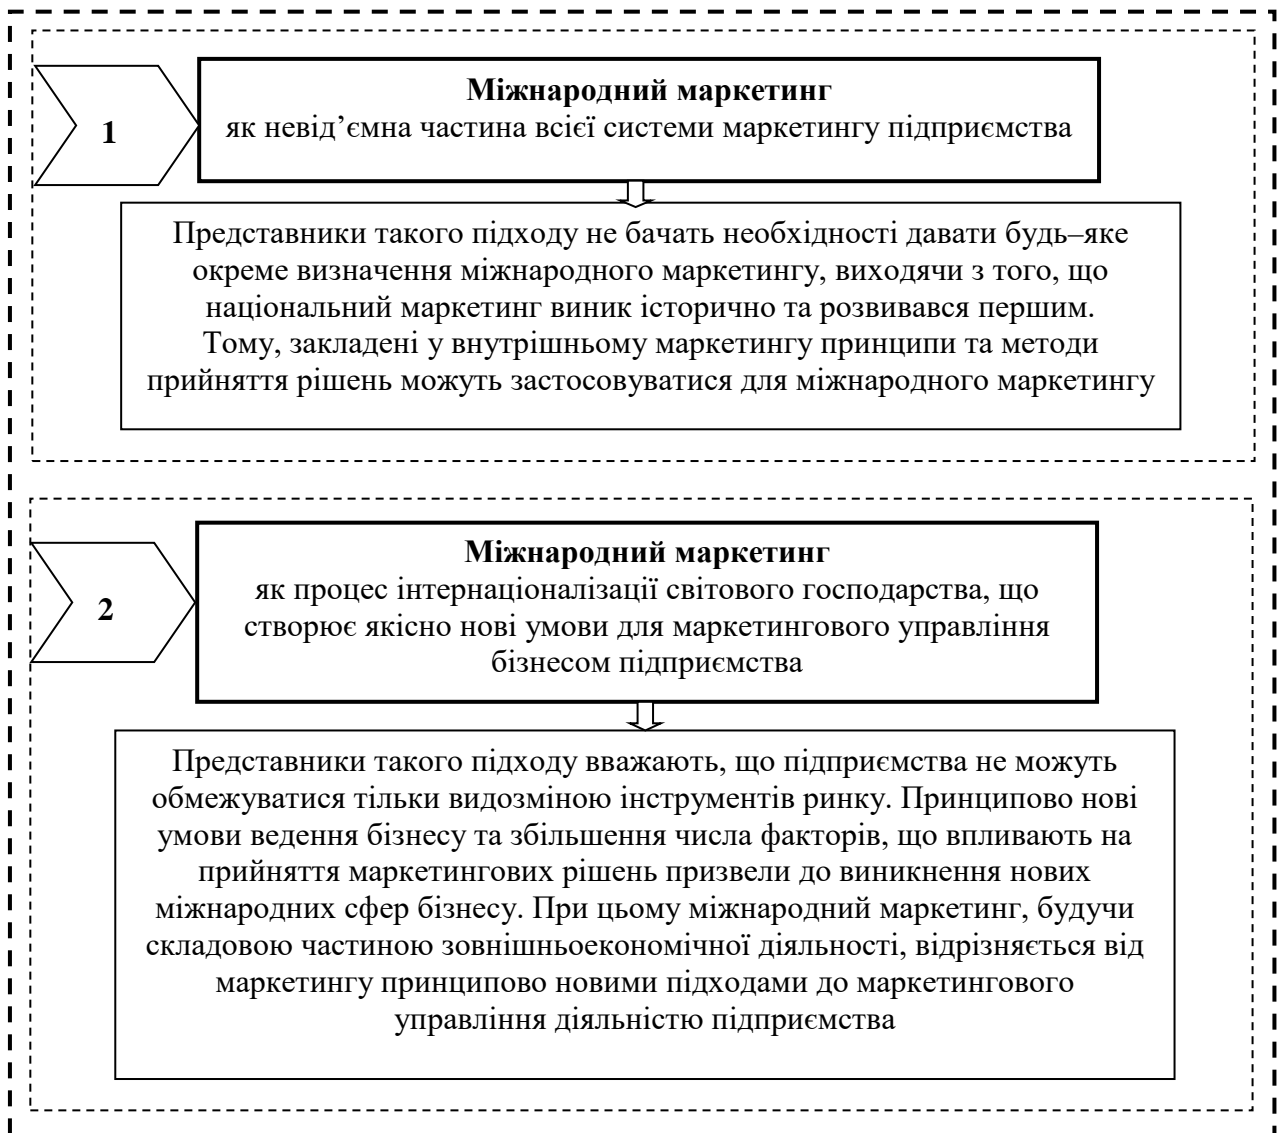 1
Міжнародний маркетинг
як невід’ємна частина всієї системи маркетингу підприємства
Представники такого підходу не бачать необхідності давати будь–яке
окреме визначення міжнародного маркетингу, виходячи з того, що
національний маркетинг виник історично та розвивався першим.
Тому, закладені у внутрішньому маркетингу принципи та методи
прийняття рішень можуть застосовуватися для міжнародного маркетингу
2
Міжнародний маркетинг
як процес інтернаціоналізації світового господарства, що
створює якісно нові умови для маркетингового управління
бізнесом підприємства
Представники такого підходу вважають, що підприємства не можуть
обмежуватися тільки видозміною інструментів ринку. Принципово нові
умови ведення бізнесу та збільшення числа факторів, що впливають на
прийняття маркетингових рішень призвели до виникнення нових
міжнародних сфер бізнесу. При цьому міжнародний маркетинг, будучи
складовою частиною зовнішньоекономічної діяльності, відрізняється від
маркетингу принципово новими підходами до маркетингового
управління діяльністю підприємства